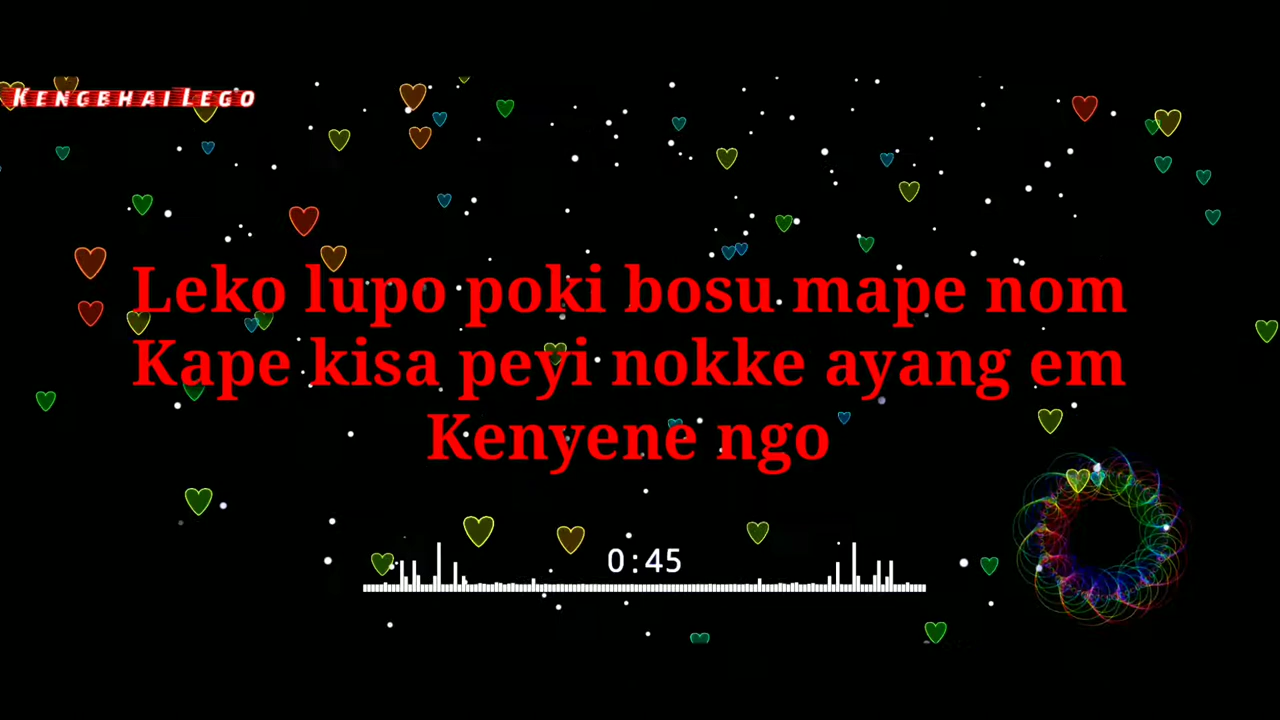 Kengbhai Lego
Leko lupo poki bosu mape nom
Kape kisa peyi nokke ayang em
Kenyene ngo
0:45